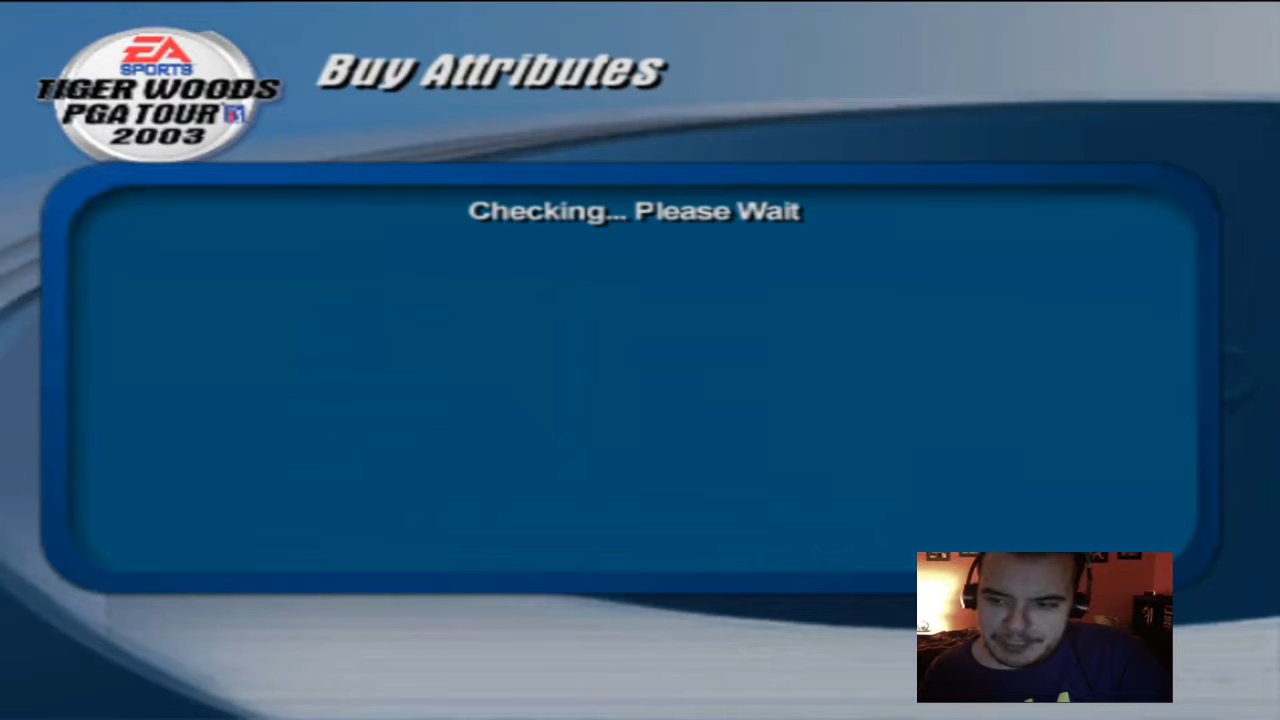 EA
SPORTS
TIGER WOODS
PGA TOUR
2003
Buy Attributes
Checking... Please Wait